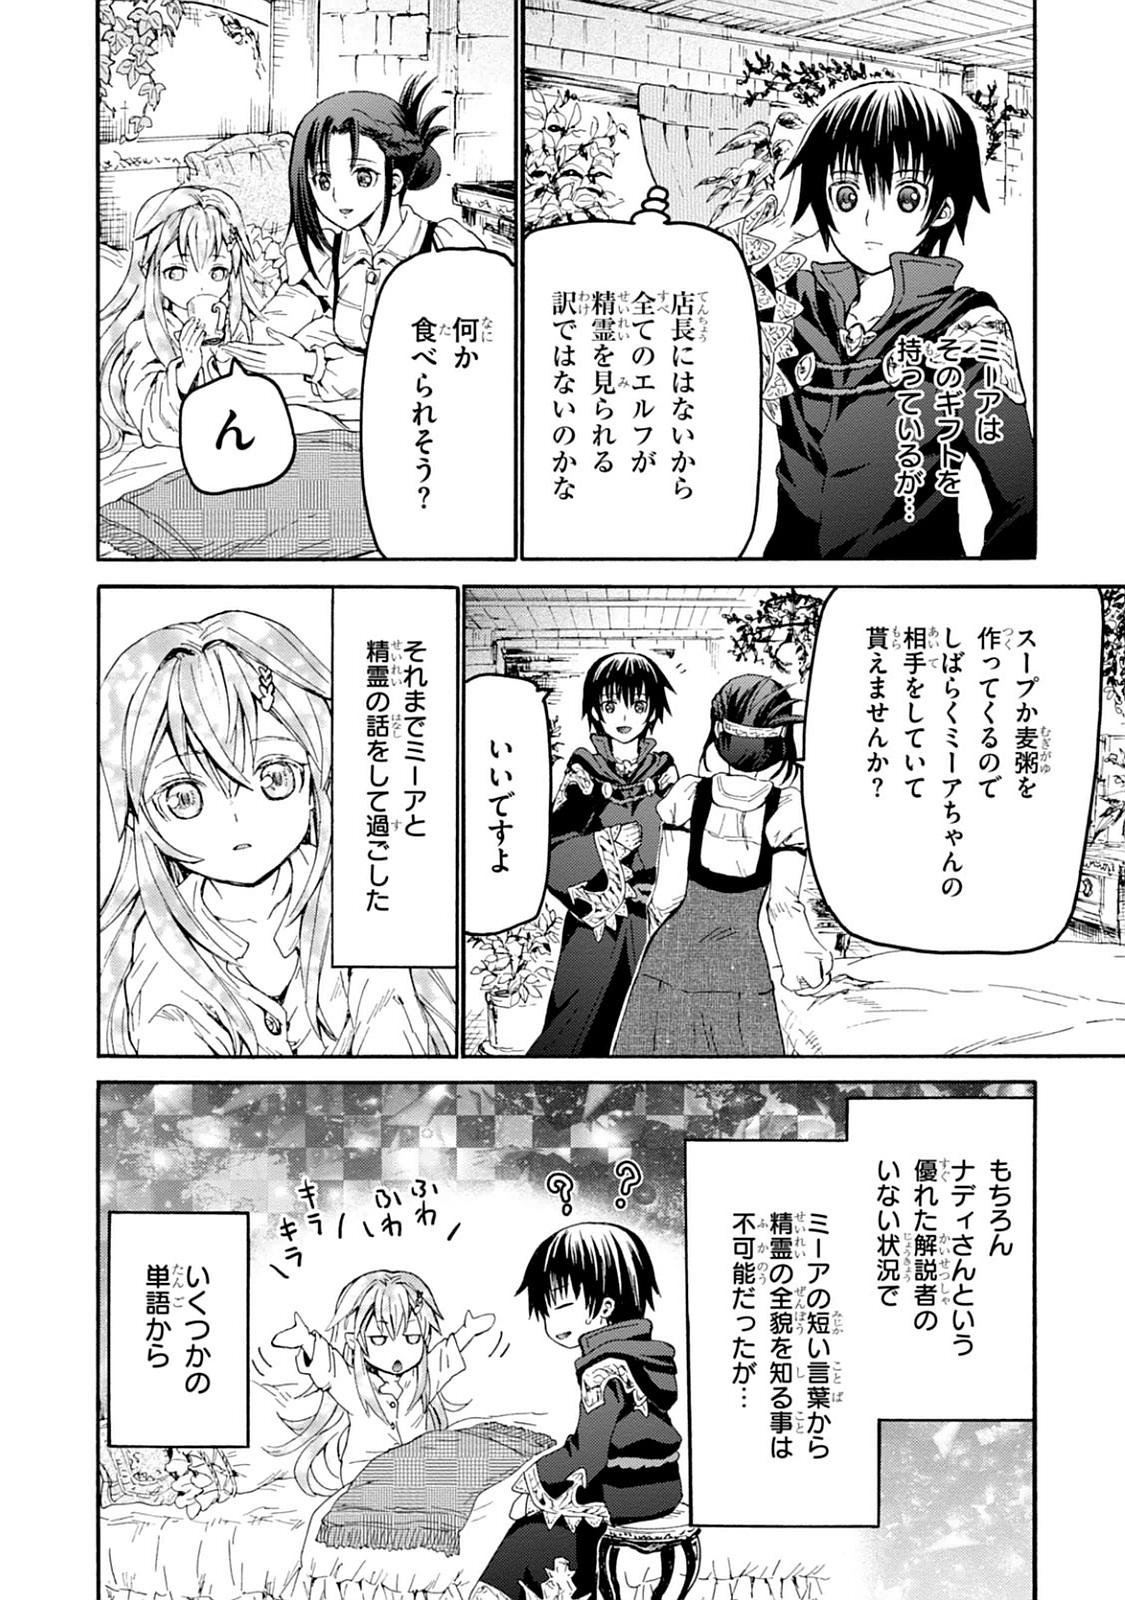 ミーアは
そのギフトを
持っているが…
店長にはないから
全てのエルフが
精霊を見られる
訳ではないのかな
何か
食べられそう？
ん
スープか麦粥を
作ってくるので
しばらくミーアちゃんの
相手をしていて
貰えませんか？
いいですよ
それまでミーアと
精霊の話をして過ごした
もちろん
ナディさんという
優れた解説者の
いない状況で
ミーアの短い言葉から
精霊の全貌を知る事は
不可能だったが…
？
？
ふわ
ふわ
キラ
キラ
いくつかの
単語から